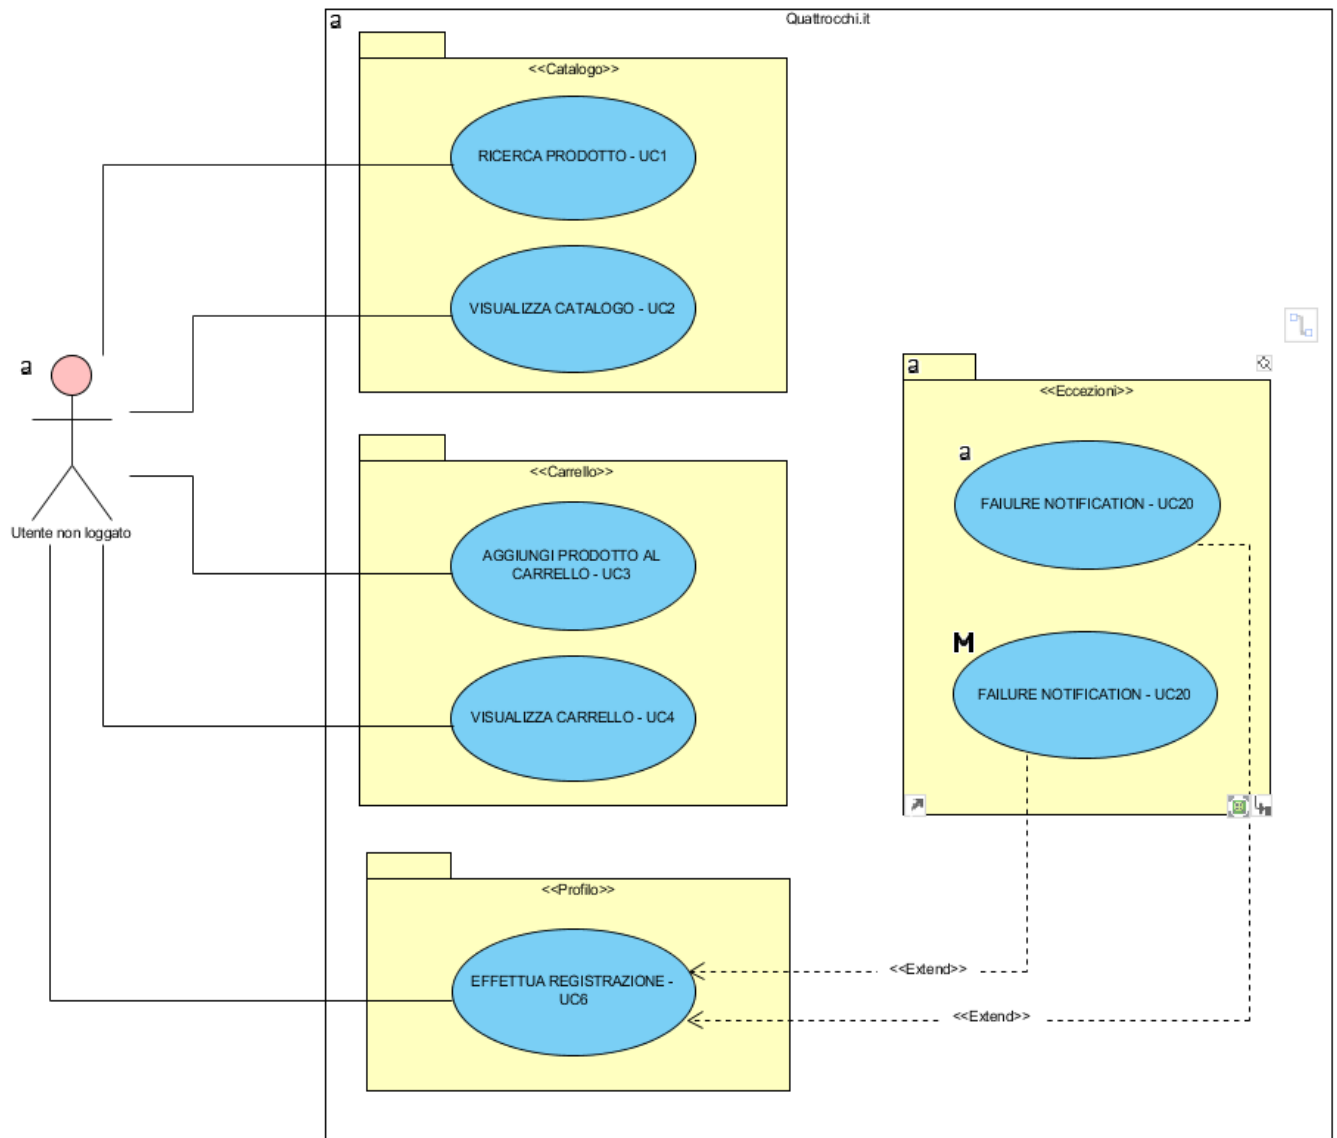 a
Quattrocchi.it
<<Catalogo>>
RICERCA PRODOTTO - UC1
VISUALIZZA CATALOGO - UC2
a
Utente non loggato
<<Carrello>>
AGGIUNGI PRODOTTO AL
CARRELLO - UC3
VISUALIZZA CARRELLO - UC4
a
<<Eccezioni>>
a
FAIULRE NOTIFICATION - UC20
M
FAILURE NOTIFICATION - UC20
<<Profilo>>
EFFETTUA REGISTRAZIONE -
UC6
<<Extend>>
<<Extend>>